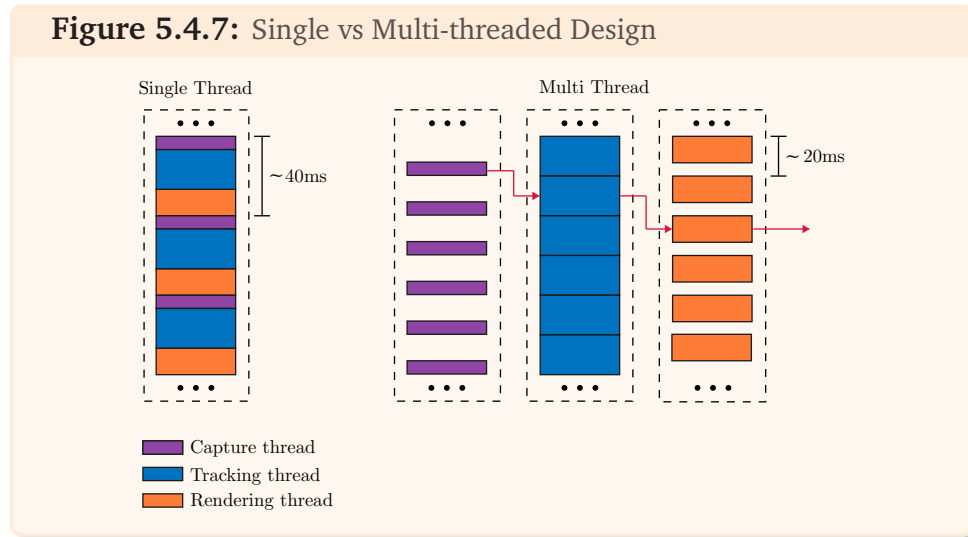 Figure 5.4.7: Single vs Multi-threaded Design
Single Thread
Multi Thread
~40ms
~20ms
Capture thread
Tracking thread
Rendering thread